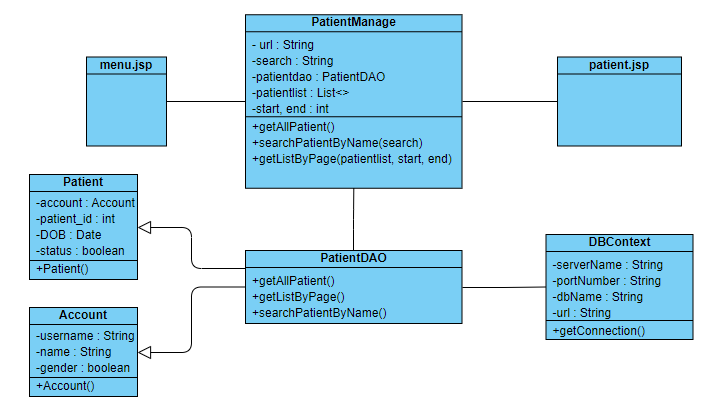 PatientManage
- url : String
-search : String
-patientdao : PatientDAO
-patientlist : List<>
-start, end : int
+getAllPatient()
+searchPatientByName(search)
+getListByPage(patientlist, start, end)
menu.jsp
patient.jsp
Patient
-account : Account
-patient_id : int
-DOB : Date
-status : boolean
+Patient()
PatientDAO
+getAllPatient()
+getListByPage()
+searchPatientByName()
DBContext
-serverName : String
-portNumber : String
-dbName : String
-url : String
+getConnection()
Account
-username : String
-name : String
-gender : boolean
+Account()